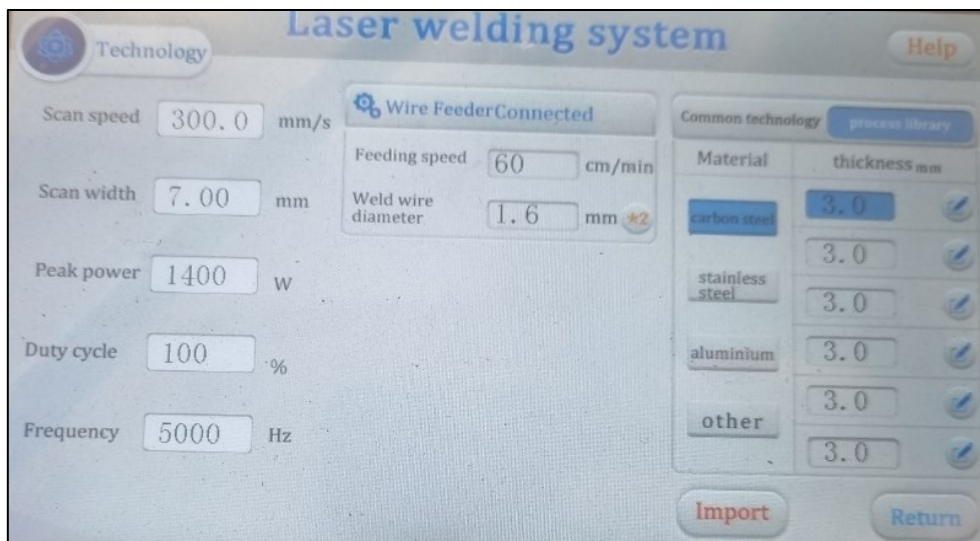 Laser welding system
Technology
Help
Scan speed 300.0 mm/s
Scan width 7.00 mm
Peak power 1400 W
Duty cycle 100 %
Frequency 5000 Hz
Wire FeederConnected
Feeding speed 60 cm/min
Weld wire
diameter 1.6 mm *2
Common technology process library
Material thickness mm
carbon steel
stainless
steel
aluminium
other
3.0
3.0
3.0
3.0
3.0
3.0
Import
Return